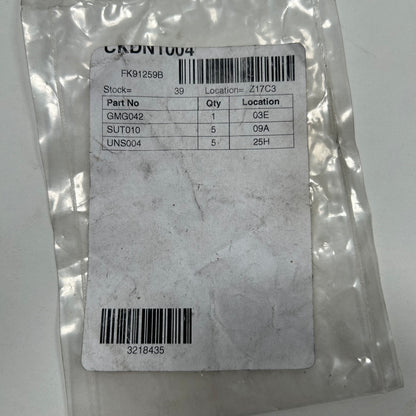 CKDN1004
FK91259B
Stock= 39 Location= Z17C3
Part No Qty Location
GMG042 1 03E
SUT010 5 09A
UNS004 5 25H
3218435